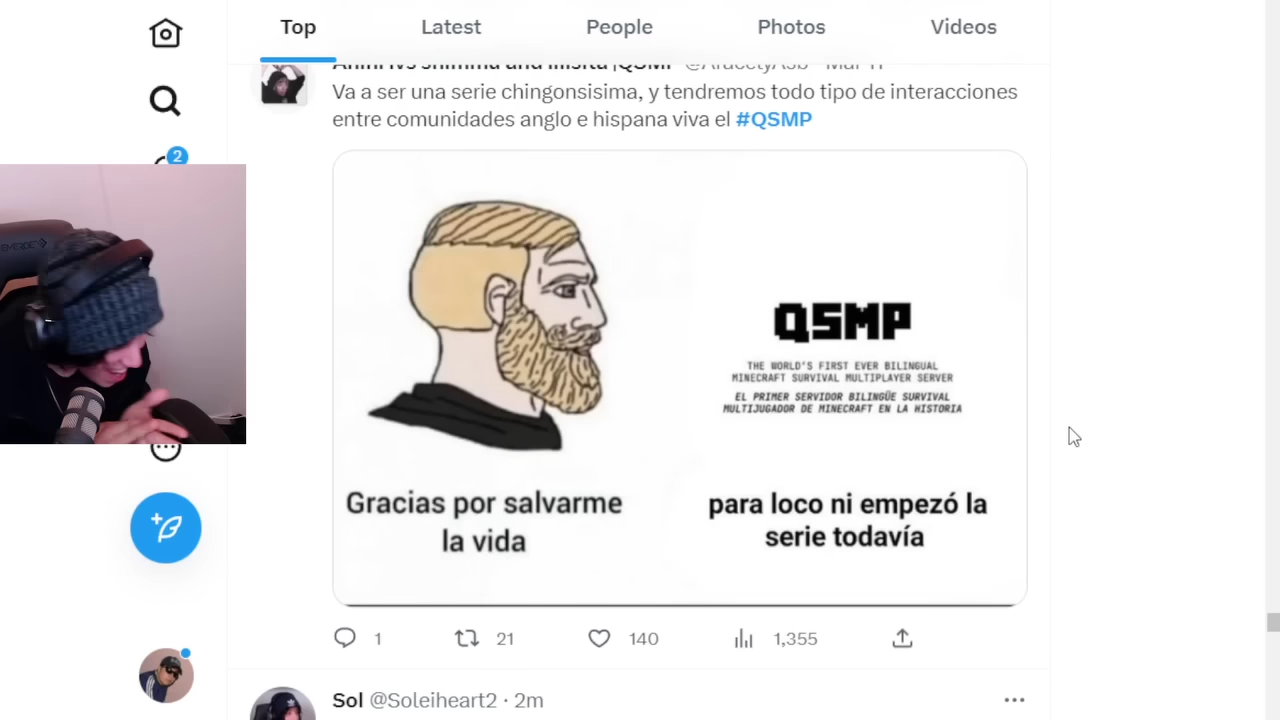 Top
Latest
People
Photos
Videos
Va a ser una serie chingonsisima, y tendremos todo tipo de interacciones
entre comunidades anglo e hispana viva el #QSMP
2
QSMP
THE WORLD'S FIRST EVER BILINGUAL
MINECRAFT SURVIVAL MULTIPLAYER SERVER
EL PRIMER SERVIDOR BILINGÜE SURVIVAL
MULTIJUGADOR DE MINECRAFT EN LA HISTORIA
Gracias por salvarme
la vida
para loco ni empezó la
serie todavía
1
21
140
1,355
Sol @Soleiheart2 · 2m